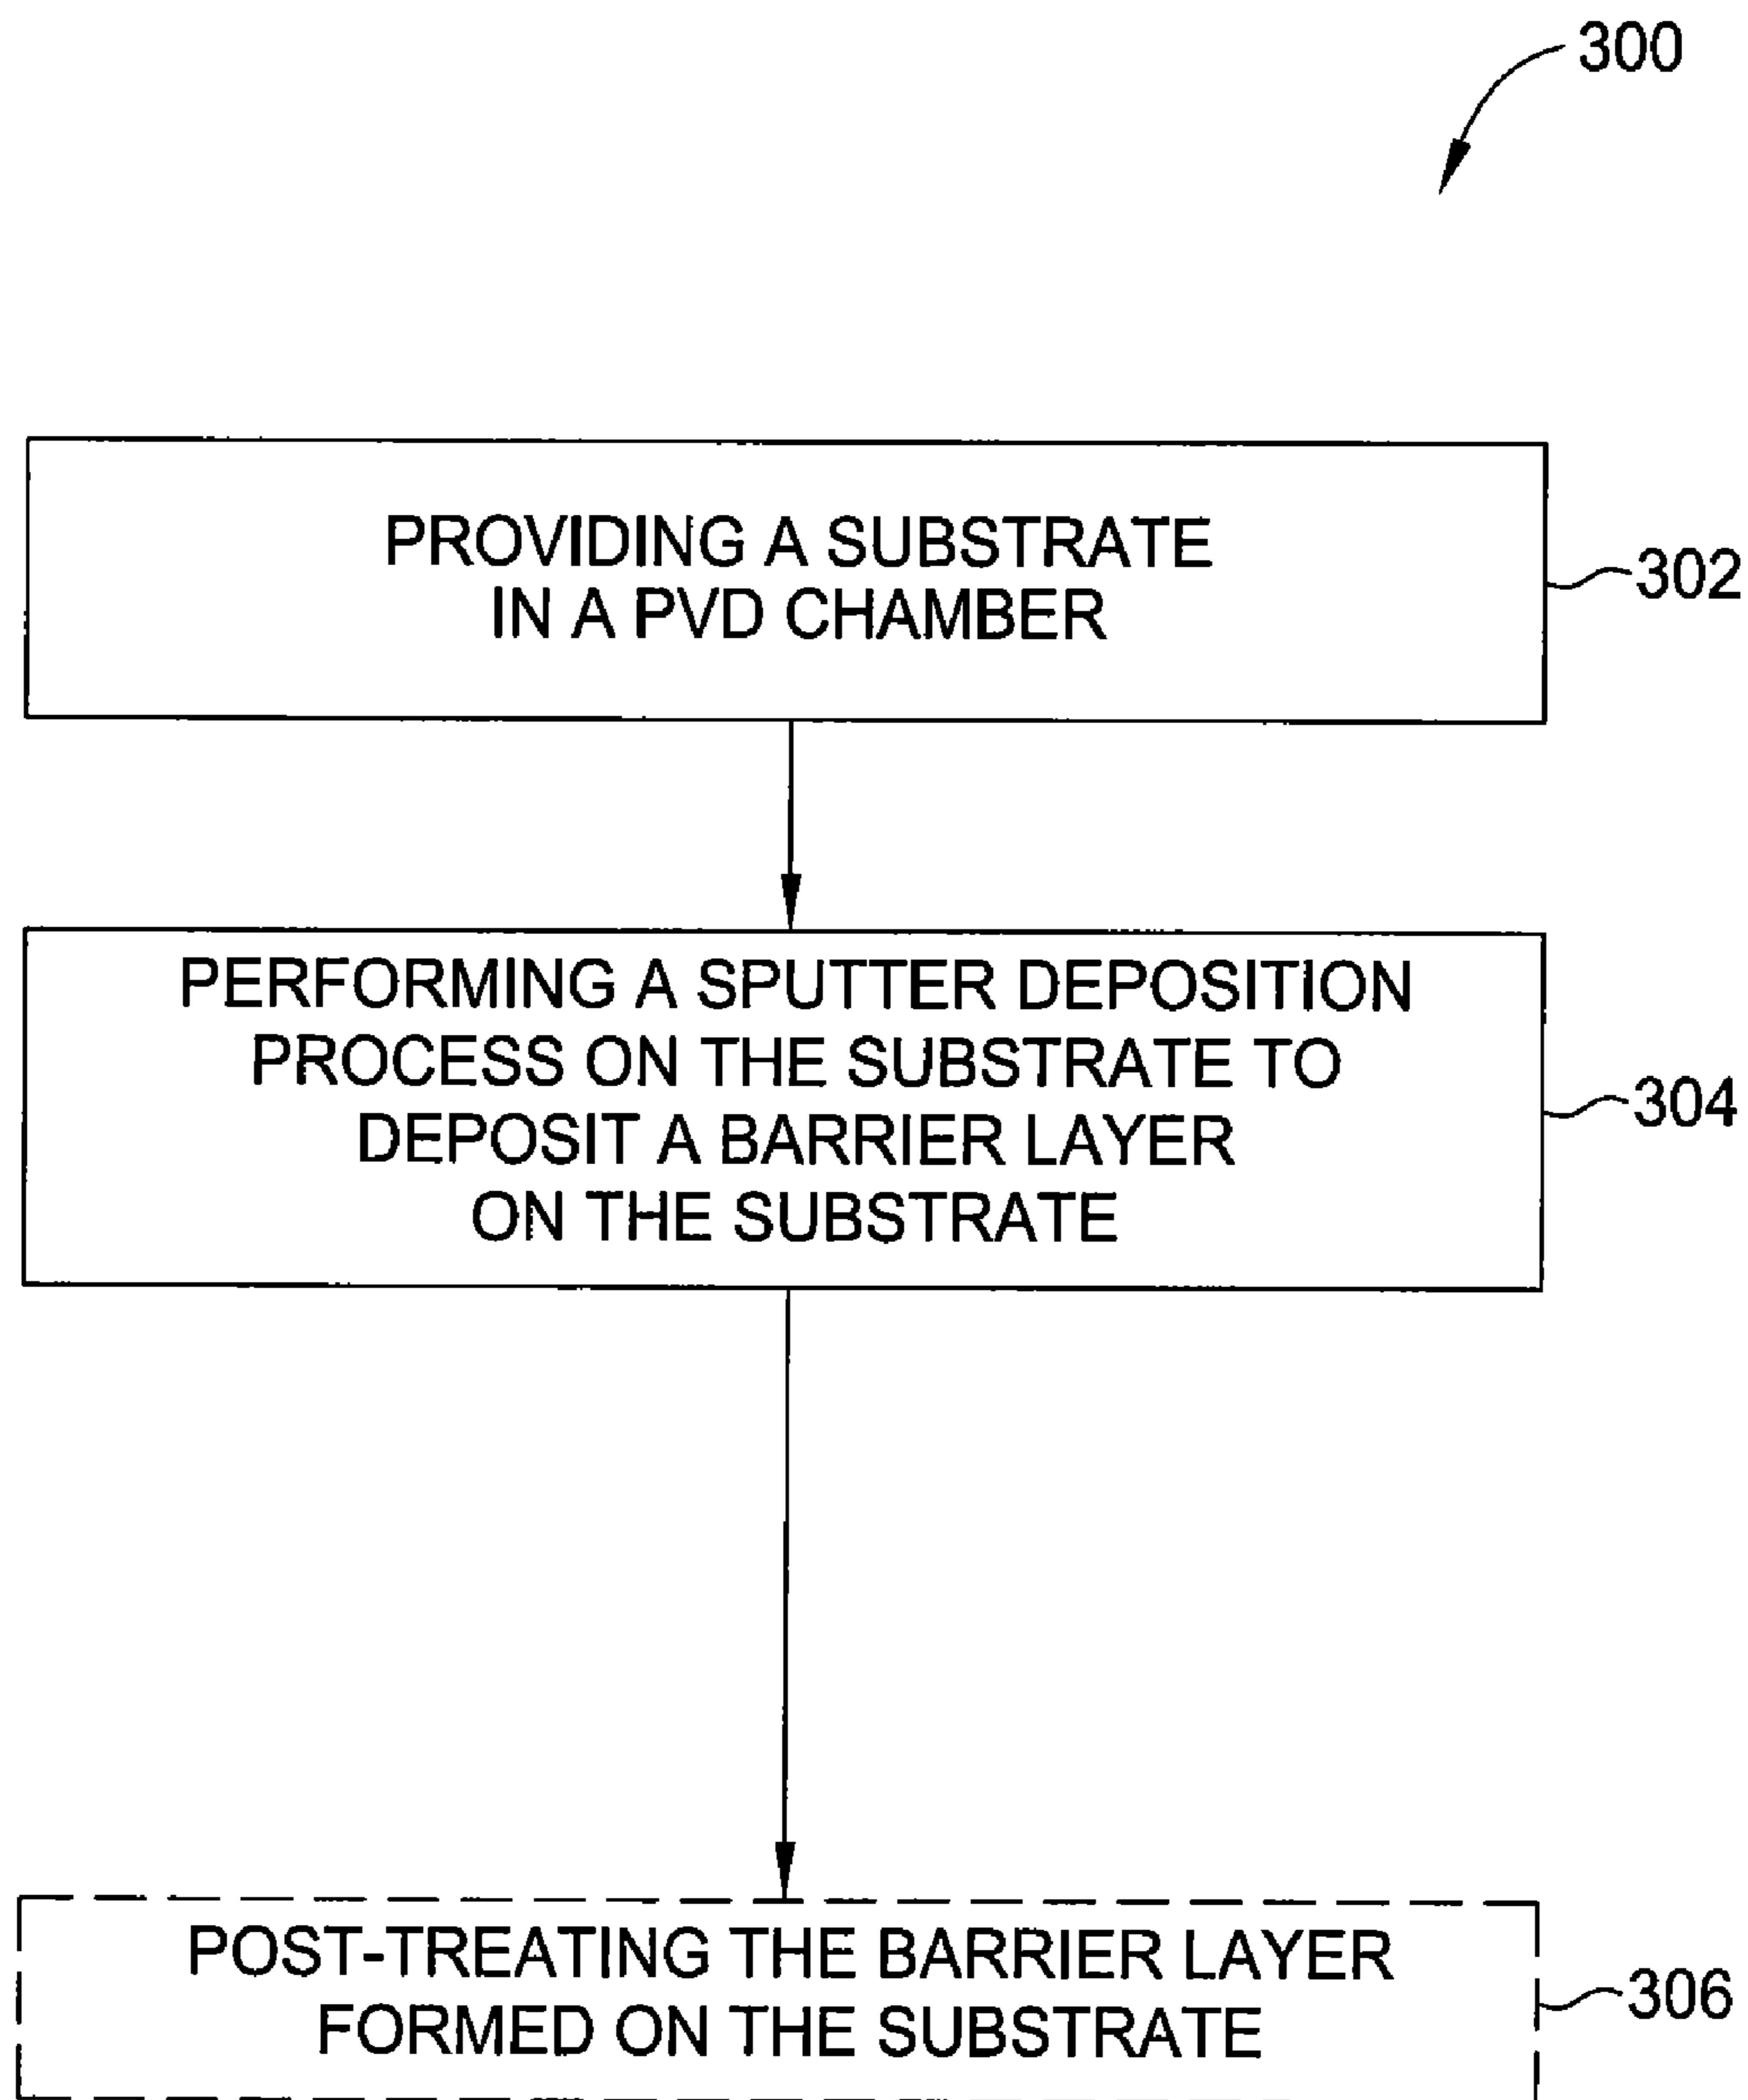 300
PROVIDING A SUBSTRATE
IN A PVD CHAMBER
302
PERFORMING A SPUTTER DEPOSITION
PROCESS ON THE SUBSTRATE TO
DEPOSIT A BARRIER LAYER
ON THE SUBSTRATE
304
POST-TREATING THE BARRIER LAYER
FORMED ON THE SUBSTRATE
306